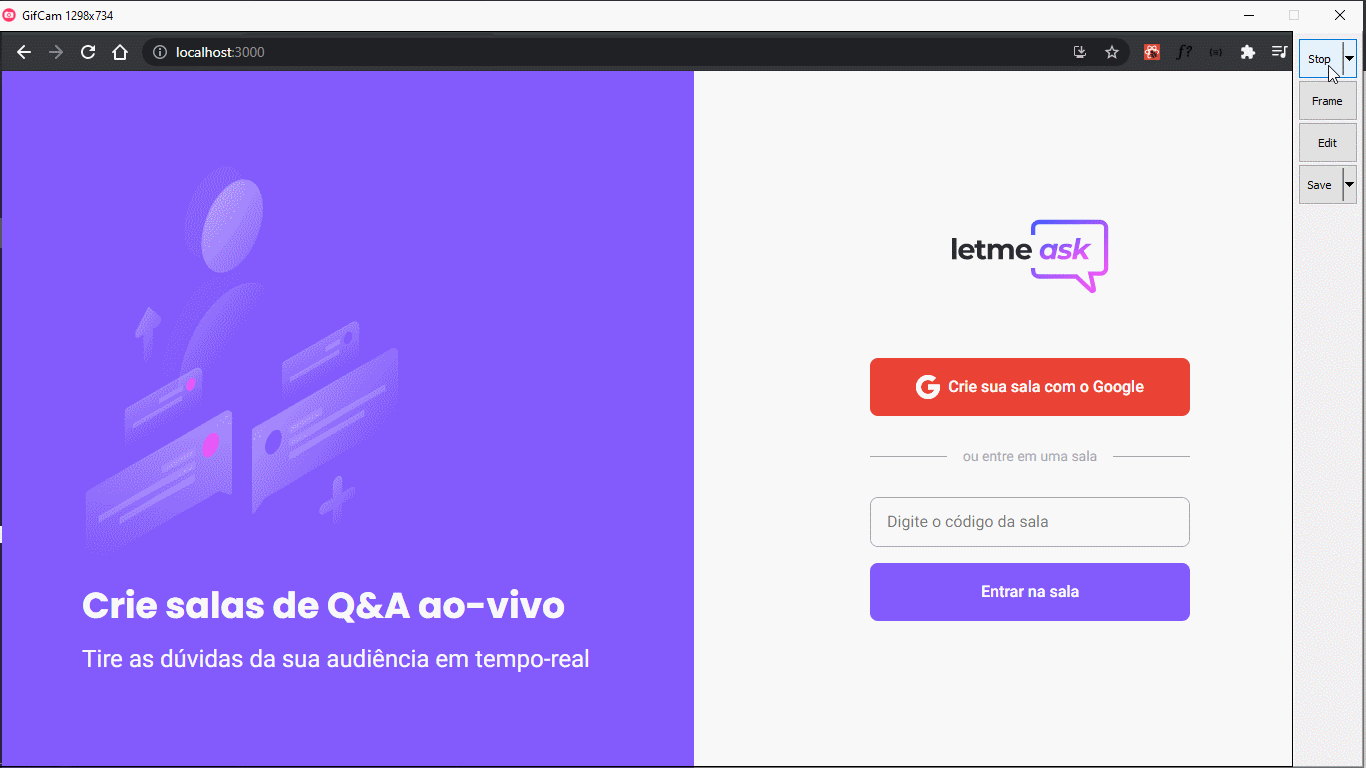 GifCam 1298x734
localhost:3000
f?
Stop
Frame
Edit
Save
letme ask
G Crie sua sala com o Google
ou entre em uma sala
Digite o código da sala
Entrar na sala
Crie salas de Q&A ao-vivo
Tire as dúvidas da sua audiência em tempo-real